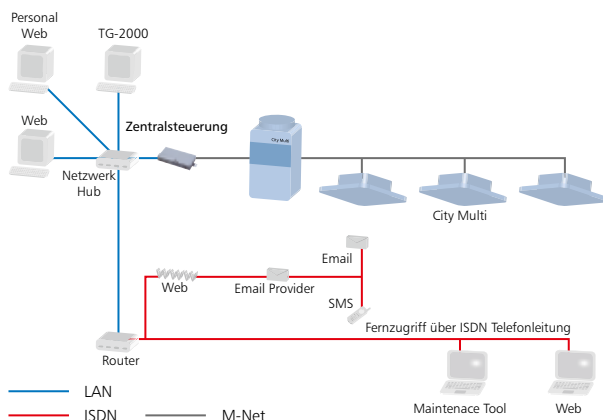 Personal
Web
TG-2000
Web
Zentralsteuerung
City Multi
Netzwerk
Hub
City Multi
Email
Web
Email Provider
SMS
Fernzugriff über ISDN Telefonleitung
Router
LAN
Maintenace Tool
Web
ISDN
M-Net